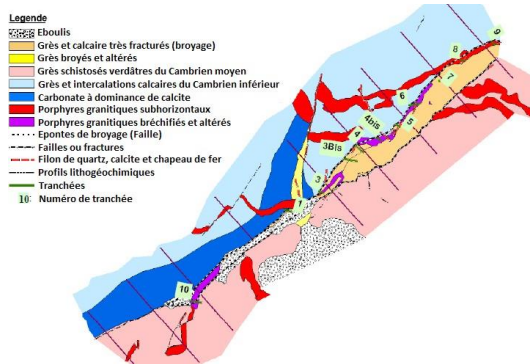 Legende
Eboulis
Grès et calcaire très fracturés (broyage)
Grès broyés et altérés
Grès schistosés verdâtres du Cambrien moyen
Grès et intercalations calcaires du Cambrien inférieur
Carbonate à dominance de calcite
Porphyres granitiques subhorizontaux
Porphyres granitiques bréchifiés et altérés
Epontes de broyage (Faille)
Failles ou fractures
Filon de quartz, calcite et chapeau de fer
Profils lithogéochimiques
Tranchées
10: Numéro de tranchée
9
8
7
6
4bis
5
4
3Bis
3
1
10